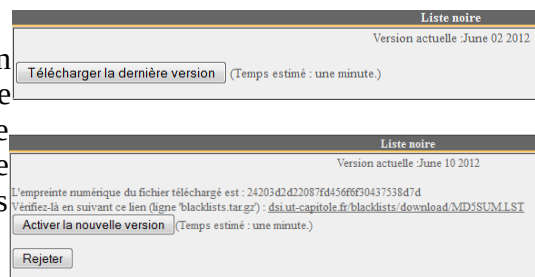 Liste noire
Version actuelle :June 02 2012
n
Télécharger la dernière version (Temps estimé : une minute.)
e
e
Liste noire
e
Version actuelle :June 10 2012
s
L'empreinte numérique du fichier téléchargé est : 24203d2d22087fd456f6f30437538d7d
Vérifiez-là en suivant ce lien (ligne 'blacklists.tar.gz') : dsi.ut-capitole.fr/blacklists/download/MD5SUM.LST
Activer la nouvelle version (Temps estimé : une minute.)
Rejeter